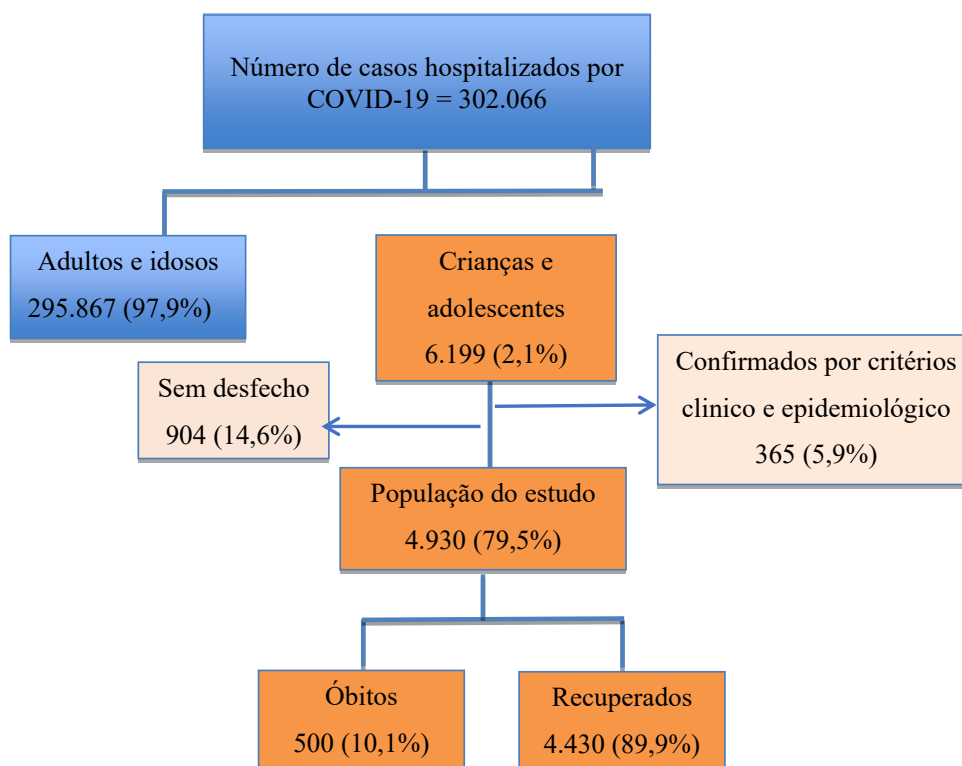 Número de casos hospitalizados por
COVID-19 = 302.066
Adultos e idosos
295.867 (97,9%)
Crianças e
adolescentes
6.199 (2,1%)
Sem desfecho
904 (14,6%)
Confirmados por critérios
clinico e epidemiológico
365 (5,9%)
População do estudo
4.930 (79,5%)
Óbitos
500 (10,1%)
Recuperados
4.430 (89,9%)